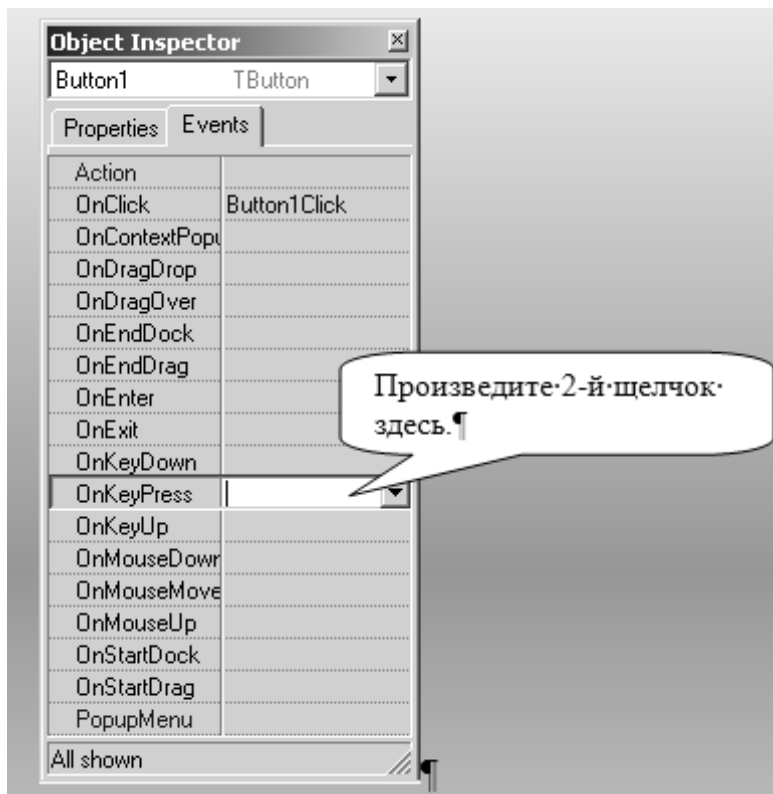 Object Inspector
Button1 TButton
Properties Events
Action
OnClick Button1Click
OnContextPopu
OnDragDrop
OnDragOver
OnEndDock
OnEndDrag
OnEnter
OnExit
OnKeyDown
OnKeyPress
OnKeyUp
OnMouseDown
OnMouseMove
OnMouseUp
OnStartDock
OnStartDrag
PopupMenu
All shown
Произведите·2-й·щелчок·
здесь.¶
¶